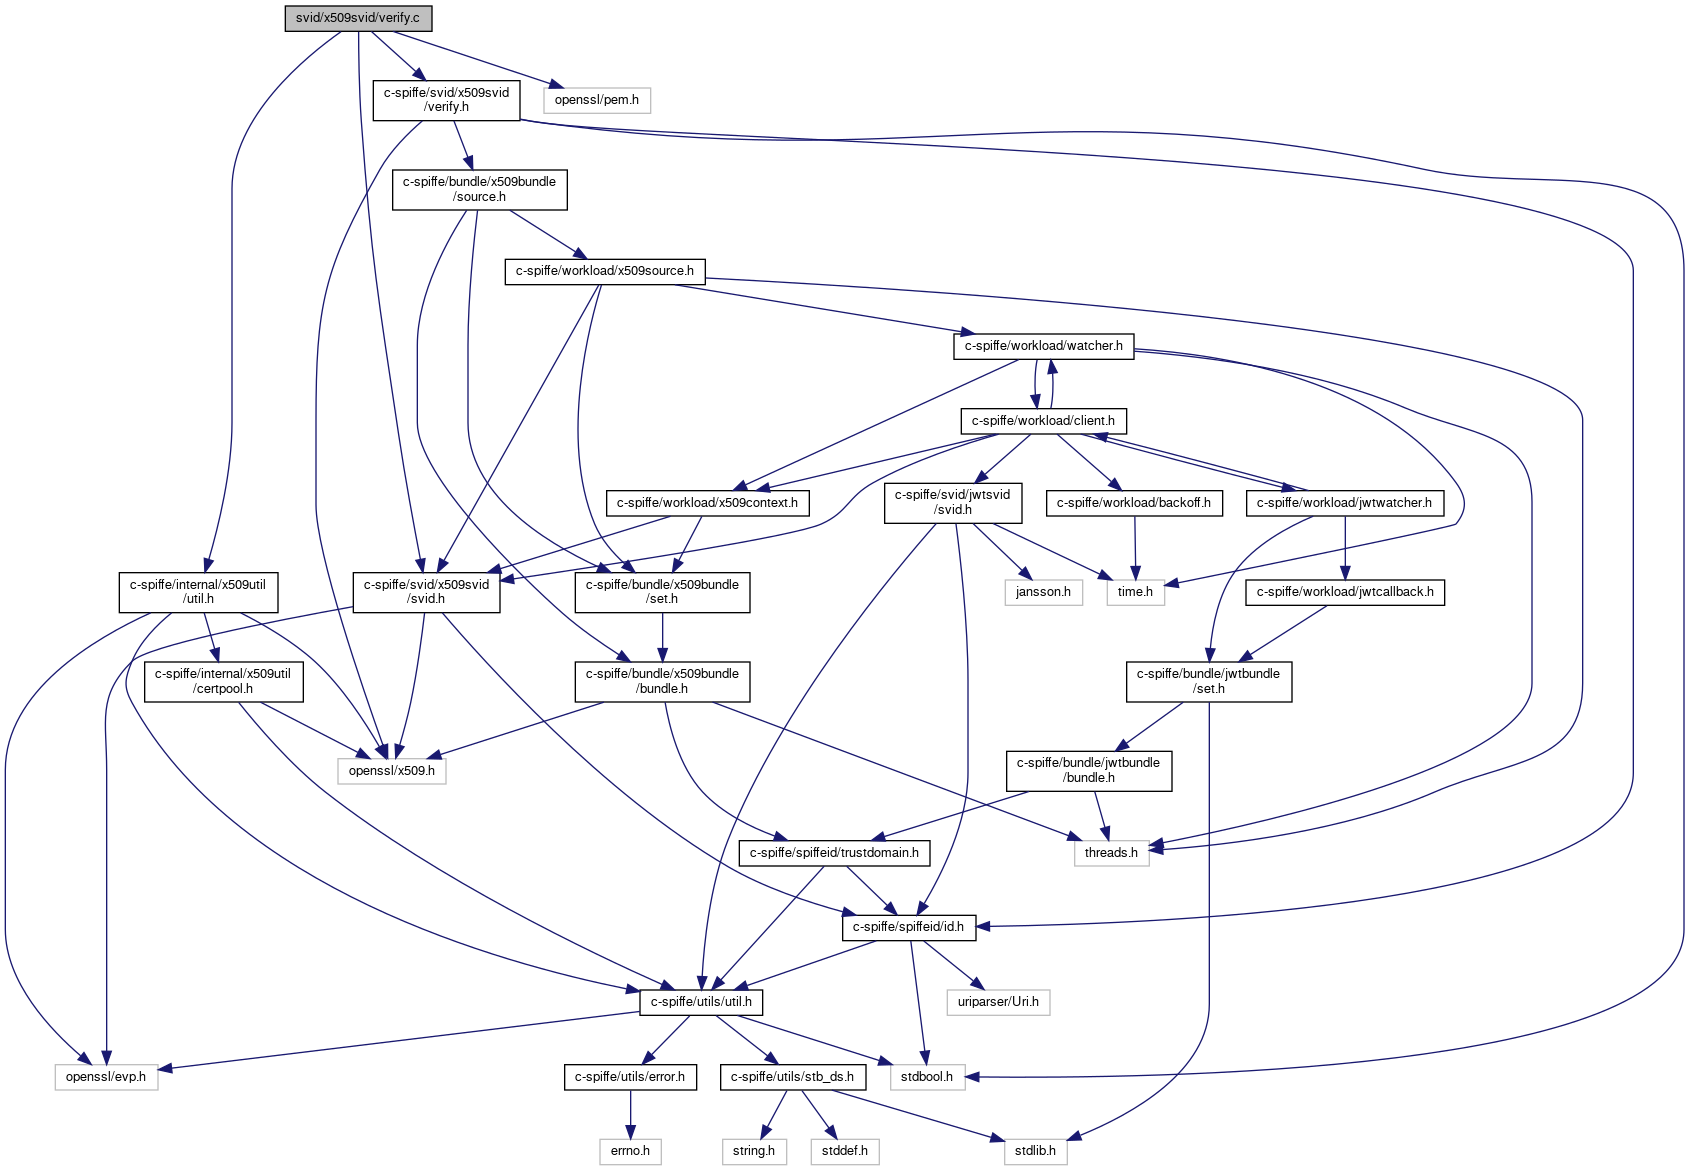 svid/x509svid/verify.c
c-spiffe/svid/x509svid
/verify.h
openssl/pem.h
c-spiffe/bundle/x509bundle
/source.h
c-spiffe/workload/x509source.h
c-spiffe/workload/watcher.h
c-spiffe/workload/client.h
c-spiffe/workload/x509context.h
c-spiffe/svid/jwtsvid
/svid.h
c-spiffe/workload/backoff.h
c-spiffe/workload/jwtwatcher.h
c-spiffe/internal/x509util
/util.h
c-spiffe/svid/x509svid
/svid.h
c-spiffe/bundle/x509bundle
/set.h
jansson.h
time.h
c-spiffe/workload/jwtcallback.h
c-spiffe/internal/x509util
/certpool.h
c-spiffe/bundle/x509bundle
/bundle.h
c-spiffe/bundle/jwtbundle
/set.h
openssl/x509.h
c-spiffe/bundle/jwtbundle
/bundle.h
c-spiffe/spiffeid/trustdomain.h
threads.h
c-spiffe/spiffeid/id.h
c-spiffe/utils/util.h
uriparser/Uri.h
openssl/evp.h
c-spiffe/utils/error.h
c-spiffe/utils/stb_ds.h
stdbool.h
errno.h
string.h
stddef.h
stdlib.h